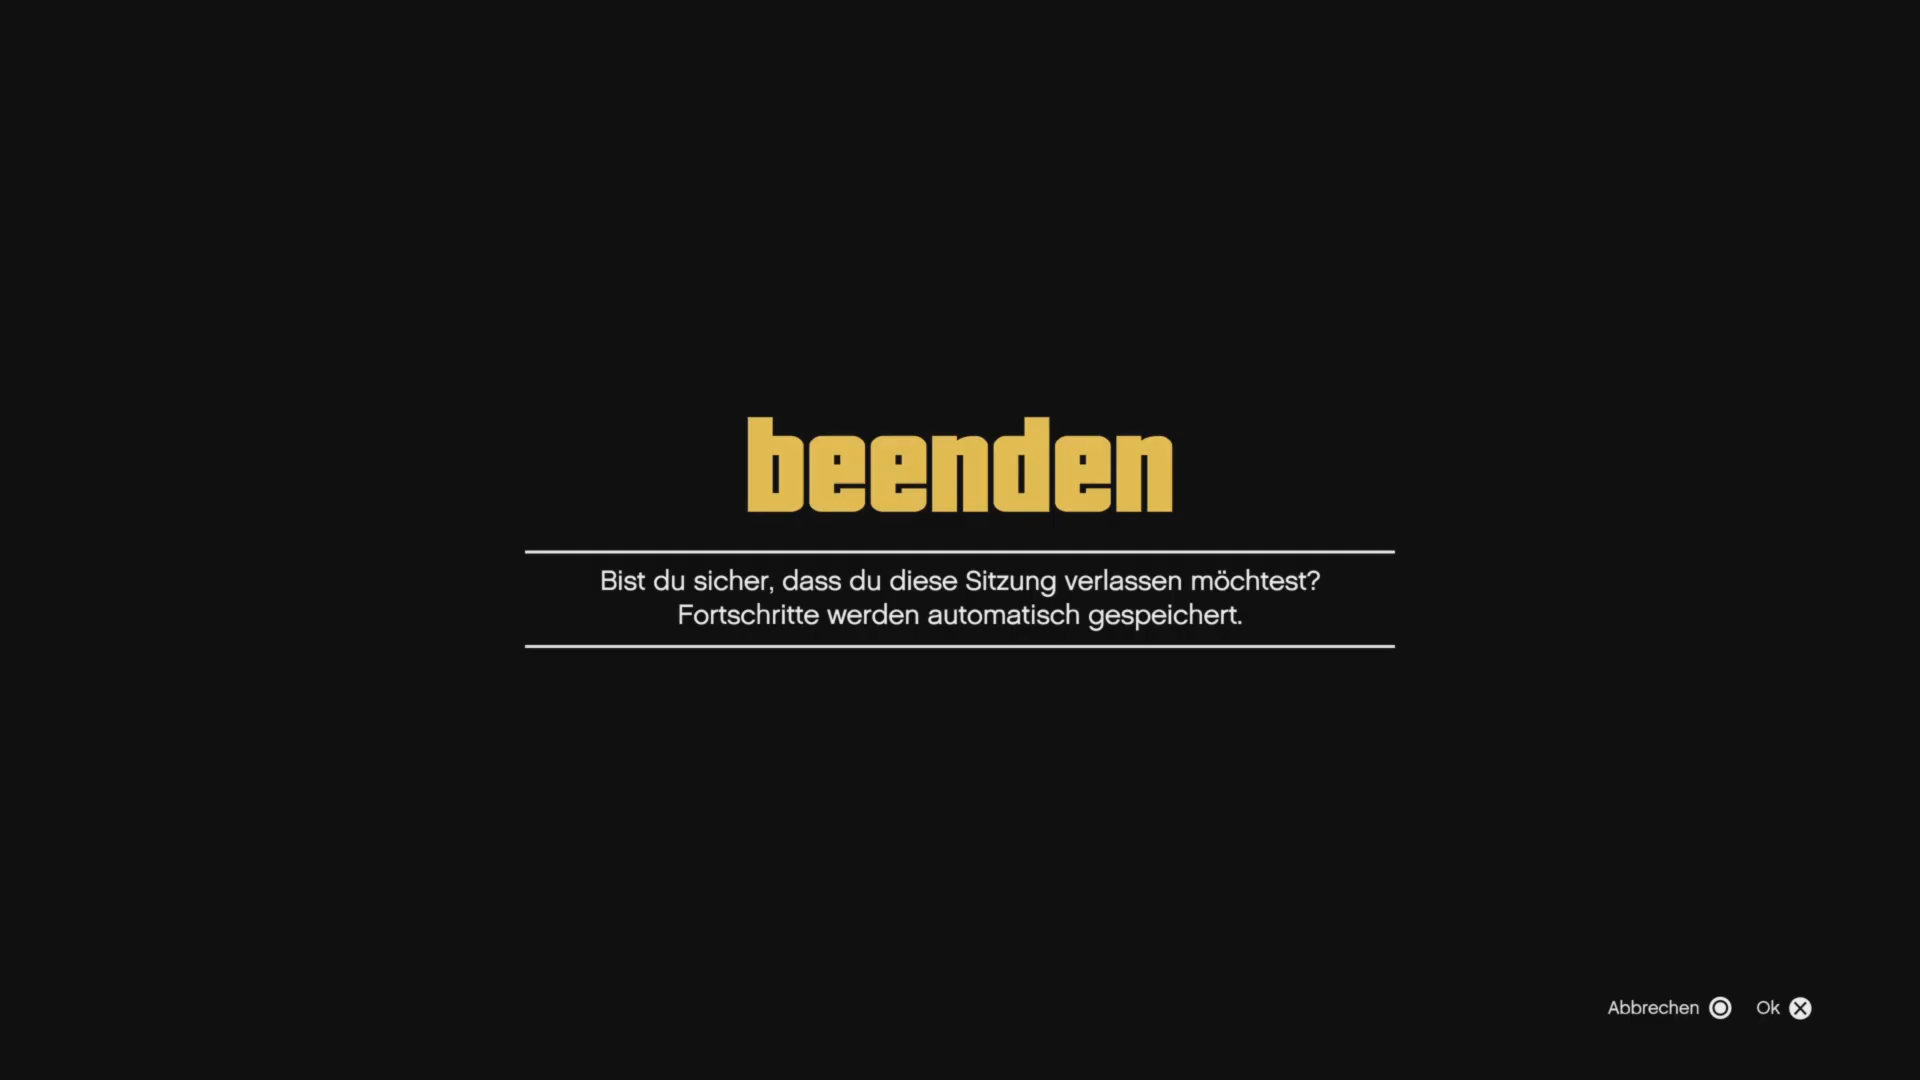 beenden
Bist du sicher, dass du diese Sitzung verlassen möchtest?
Fortschritte werden automatisch gespeichert.
Abbrechen Ok